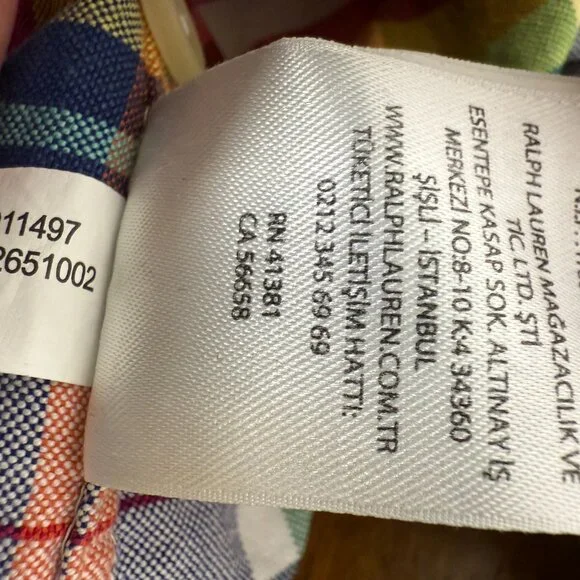 RALPH LAUREN MAĞAZACILIK VE
TİC. LTD. ŞTİ
ESENTEPE KASAP SOK. ALTINAY İŞ
MERKEZİ NO:8-10 K:4 34360
ŞİŞLİ – İSTANBUL
WWW.RALPHLAUREN.COM.TR
TÜKETİCİ İLETİŞİM HATTI:
0212 345 69 69
RN 41381
CA 56658
11497
2651002